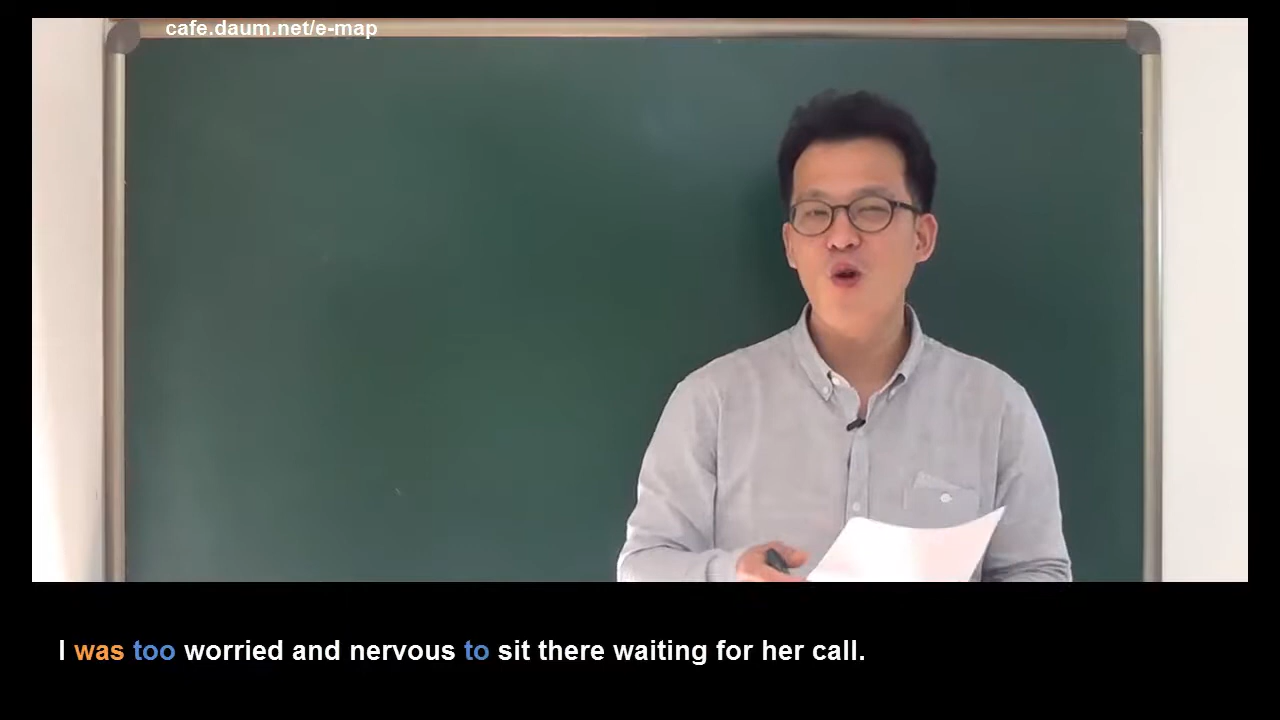 cafe.daum.net/e-map
I was too worried and nervous to sit there waiting for her call.